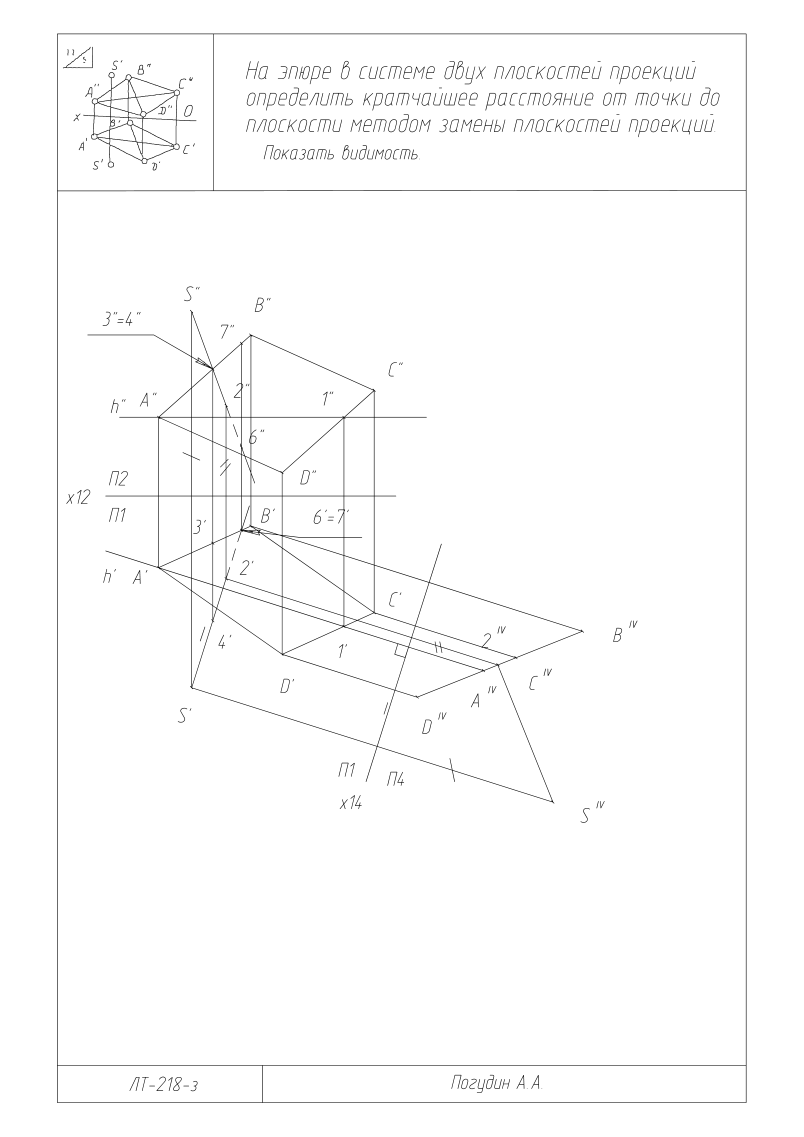 S' B"
A" C"
D"
x B' O
A' C'
S' D'
На эпюре в системе двух плоскостей проекций
определить кратчайшее расстояние от точки до
плоскости методом замены плоскостей проекций.
Показать видимость.
S" B"
3"=4" 7"
C"
h" A" 2" 1"
6"
D"
П2
x12
П1 3' B' 6'=7'
h' A' 2'
C'
4' 1' 2 IV B IV
D' A IV C IV
S' D IV
П1 П4
x14
S IV
ЛТ-218-з
Погудин А.А.